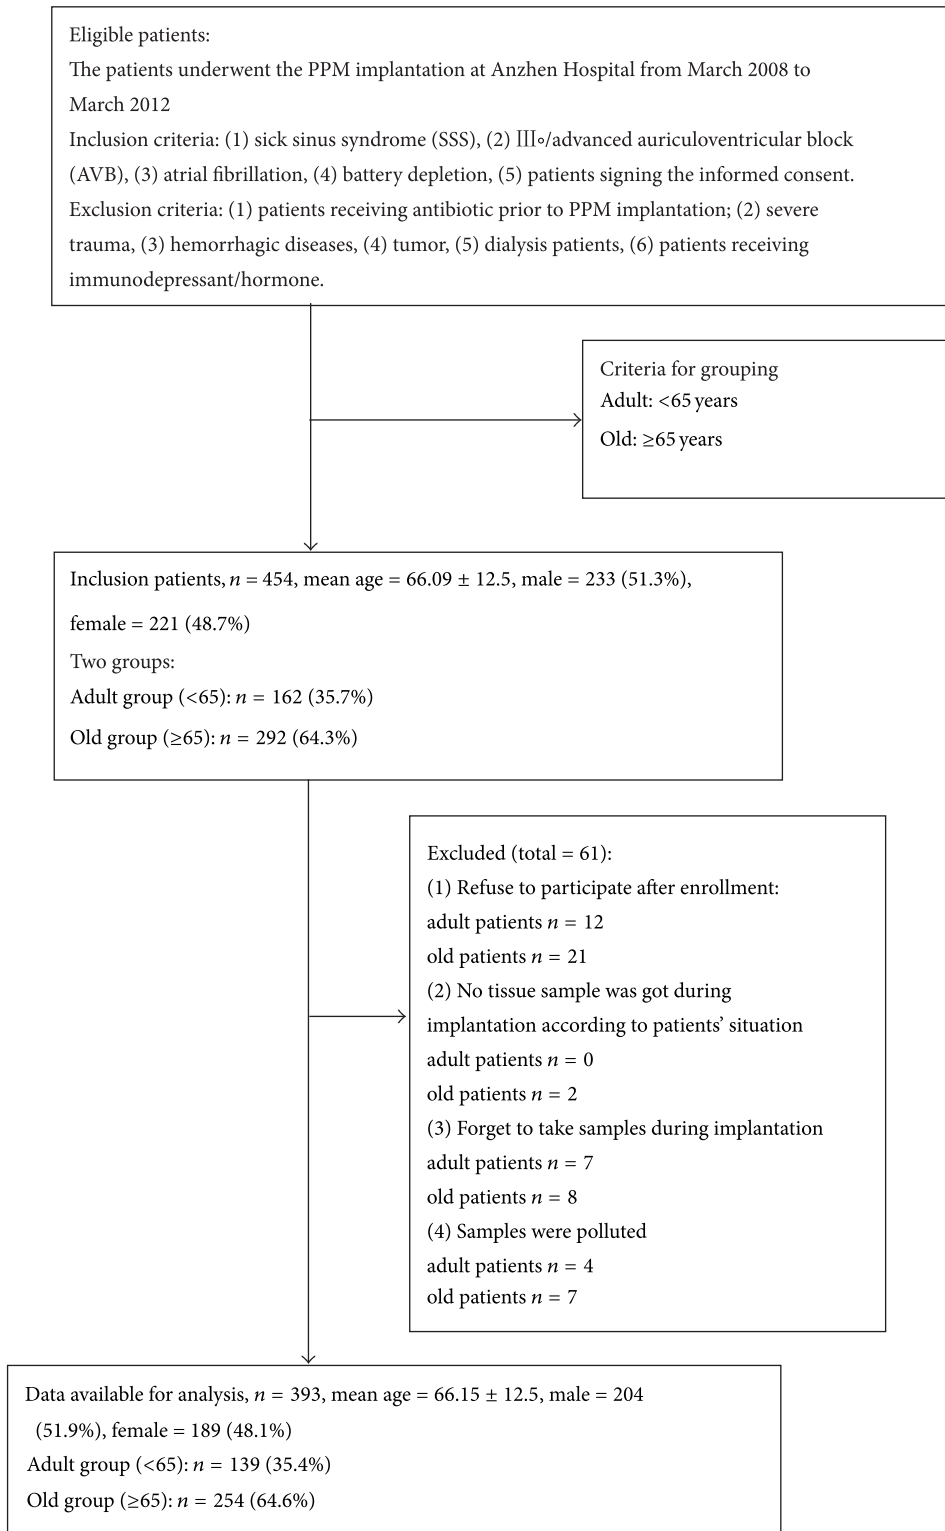 Eligible patients:
The patients underwent the PPM implantation at Anzhen Hospital from March 2008 to
March 2012
Inclusion criteria: (1) sick sinus syndrome (SSS), (2) III∘/advanced auriculoventricular block
(AVB), (3) atrial fibrillation, (4) battery depletion, (5) patients signing the informed consent.
Exclusion criteria: (1) patients receiving antibiotic prior to PPM implantation; (2) severe
trauma, (3) hemorrhagic diseases, (4) tumor, (5) dialysis patients, (6) patients receiving
immunodepressant/hormone.
Criteria for grouping
Adult: <65 years
Old: ≥65 years
Inclusion patients, n = 454, mean age = 66.09 ± 12.5, male = 233 (51.3%),
female = 221 (48.7%)
Two groups:
Adult group (<65): n = 162 (35.7%)
Old group (≥65): n = 292 (64.3%)
Excluded (total = 61):
(1) Refuse to participate after enrollment:
adult patients n = 12
old patients n = 21
(2) No tissue sample was got during
implantation according to patients’ situation
adult patients n = 0
old patients n = 2
(3) Forget to take samples during implantation
adult patients n = 7
old patients n = 8
(4) Samples were polluted
adult patients n = 4
old patients n = 7
Data available for analysis, n = 393, mean age = 66.15 ± 12.5, male = 204
(51.9%), female = 189 (48.1%)
Adult group (<65): n = 139 (35.4%)
Old group (≥65): n = 254 (64.6%)